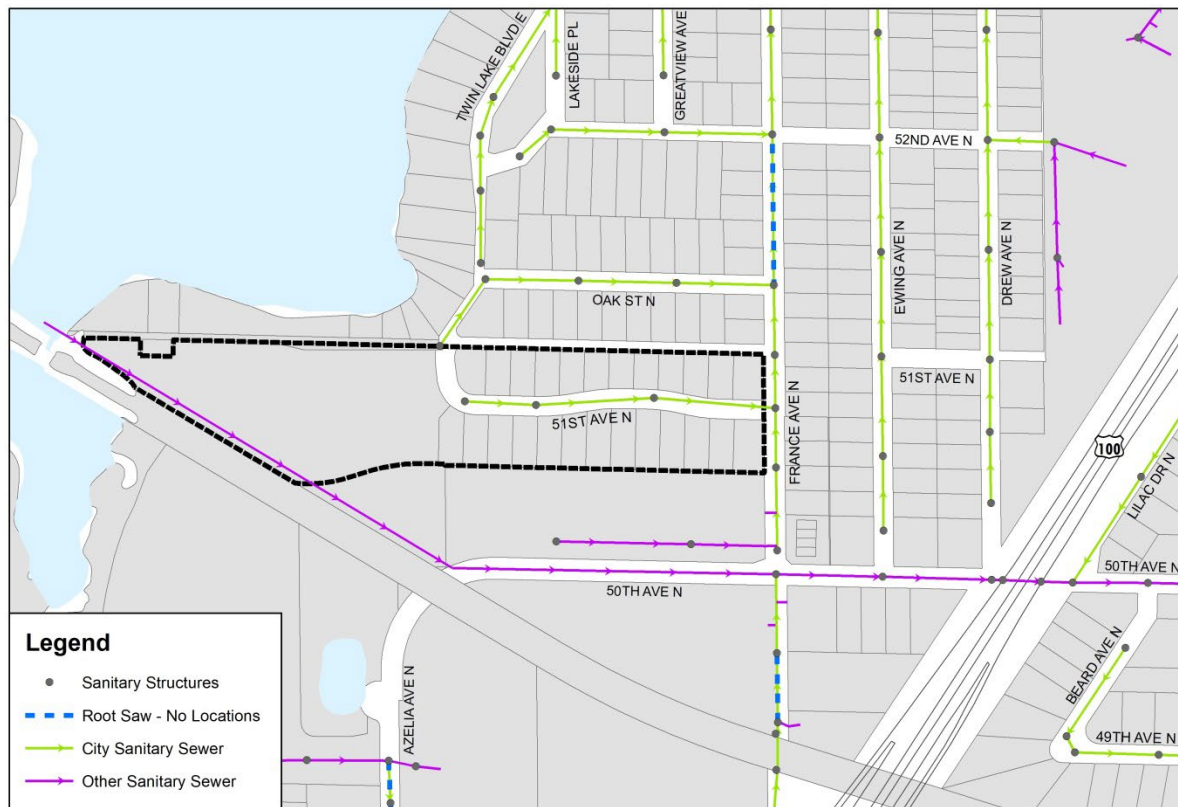 TWIN LAKE BLVD E
LAKESIDE PL
GREATVIEW AVE
52ND AVE N
OAK ST N
EWING AVE N
DREW AVE N
51ST AVE N
51ST AVE N
FRANCE AVE N
100
LILAC DR N
50TH AVE N
50TH AVE N
BEARD AVE N
49TH AVE N
AZELIA AVE N
Legend
Sanitary Structures
Root Saw - No Locations
City Sanitary Sewer
Other Sanitary Sewer